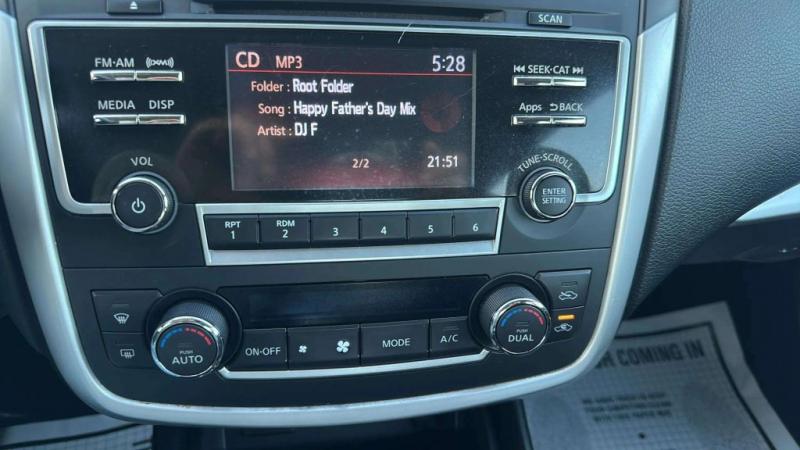 SCAN
FM·AM ((XM))
CD MP3 5:28
SEEK·CAT
Folder : Root Folder
MEDIA DISP
Song : Happy Father's Day Mix
Apps BACK
Artist : DJ F
2/2 21:51
VOL
TUNE·SCROLL
ENTER
SETTING
RPT
1
RDM
2
3
4
5
6
PUSH
AUTO
ON·OFF
MODE
A/C
PUSH
DUAL
R COMING IN